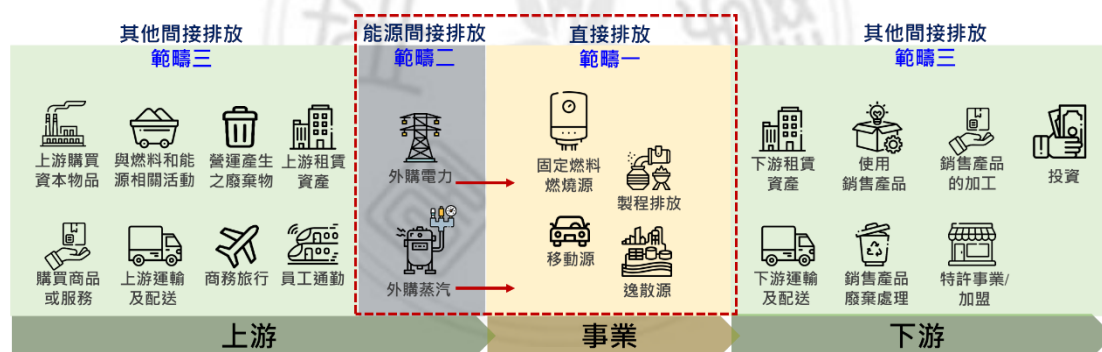 其他間接排放
範疇三
能源間接排放
範疇二
直接排放
範疇一
其他間接排放
範疇三
上游購買
資本物品
與燃料和能
源相關活動
營運產生
之廢棄物
上游租賃
資產
購買商品
或服務
上游運輸
及配送
商務旅行
員工通勤
外購電力
外購蒸汽
固定燃料
燃燒源
製程排放
移動源
逸散源
下游租賃
資產
使用
銷售產品
銷售產品
的加工
投資
下游運輸
及配送
銷售產品
廢棄處理
特許事業/
加盟
上游
事業
下游